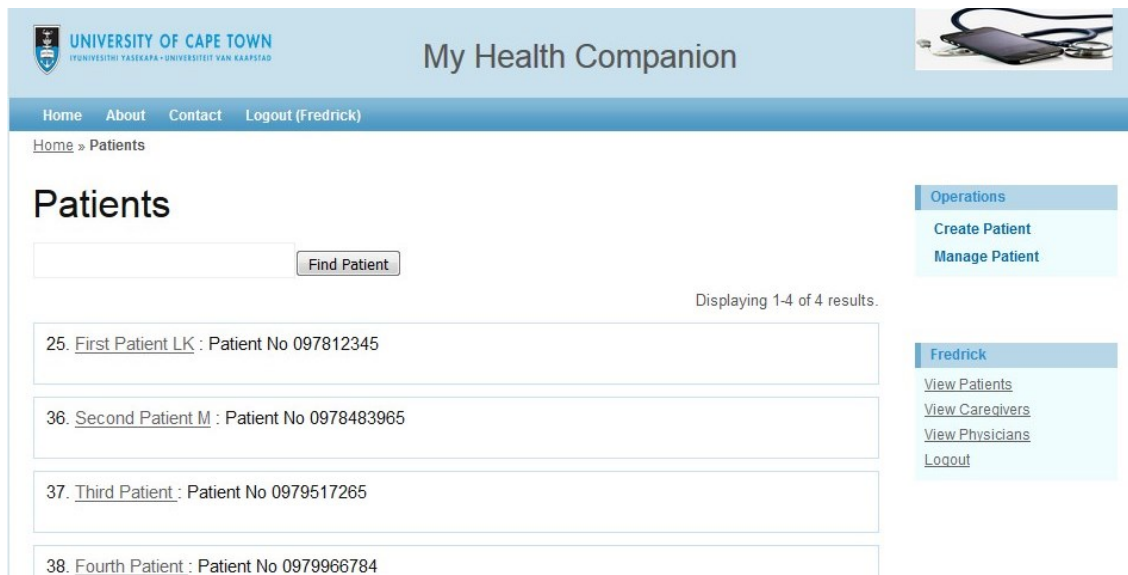 UNIVERSITY OF CAPE TOWN
IYUNIVESITHI YASEKAPA • UNIVERSITEIT VAN KAAPSTAD
My Health Companion
Home About Contact Logout (Fredrick)
Home » Patients
Patients
Find Patient
Displaying 1-4 of 4 results.
25. First Patient LK : Patient No 097812345
36. Second Patient M : Patient No 0978483965
37. Third Patient : Patient No 0979517265
38. Fourth Patient : Patient No 0979966784
Operations
Create Patient
Manage Patient
Fredrick
View Patients
View Caregivers
View Physicians
Logout